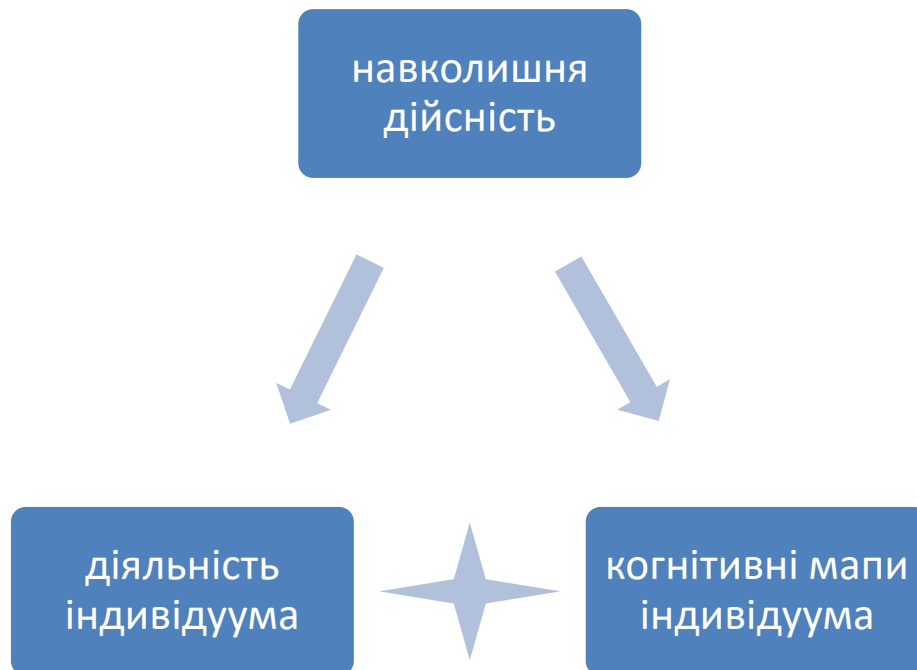 навколишня
дійсність
діяльність
індивідуума
когнітивні мапи
індивідуума